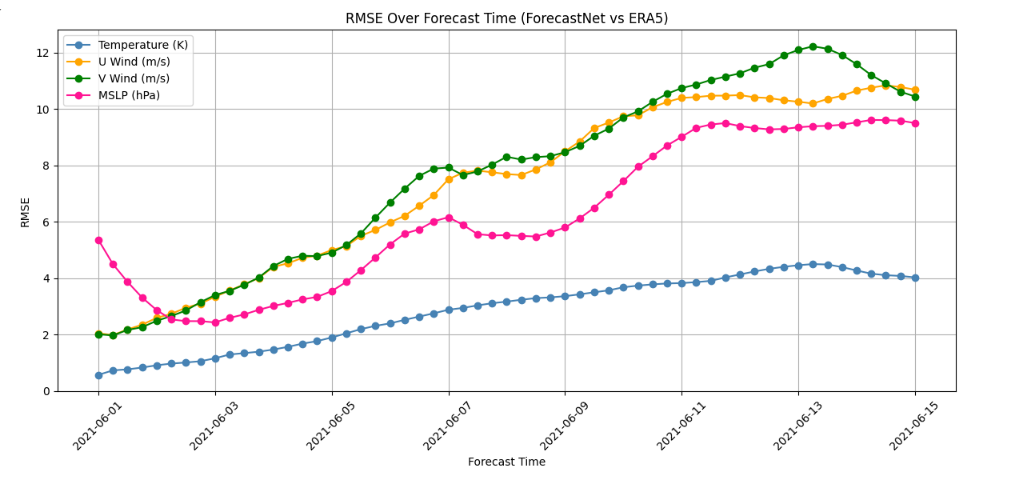 RMSE Over Forecast Time (ForecastNet vs ERA5)
Temperature (K)
U Wind (m/s)
V Wind (m/s)
MSLP (hPa)
RMSE
12
10
8
6
4
2
0
2021-06-01
2021-06-03
2021-06-05
2021-06-07
2021-06-09
2021-06-11
2021-06-13
2021-06-15
Forecast Time